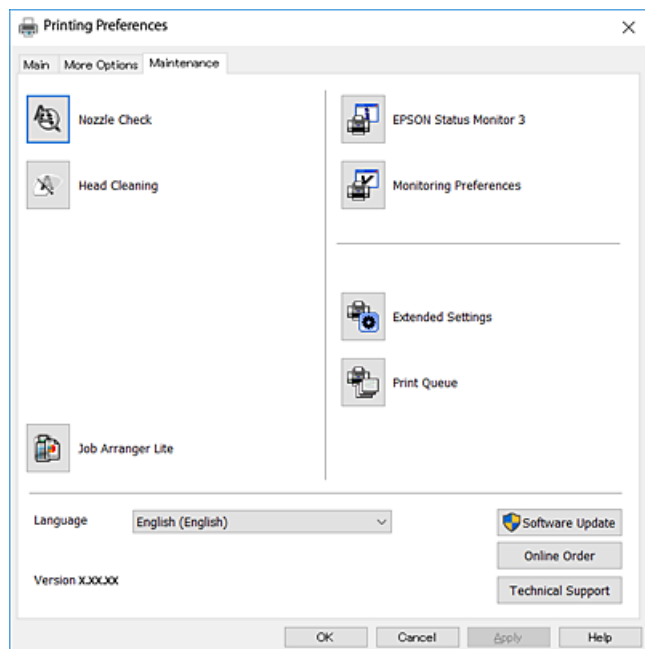 Printing Preferences
Main More Options Maintenance
Nozzle Check
Head Cleaning
Job Arranger Lite
EPSON Status Monitor 3
Monitoring Preferences
Extended Settings
Print Queue
Language English (English)
Version X.XX.XX
Software Update
Online Order
Technical Support
OK Cancel Apply Help